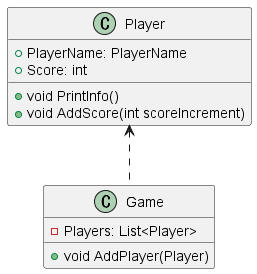 C Player
PlayerName: PlayerName
Score: int
void PrintInfo()
void AddScore(int scoreIncrement)
C Game
Players: List<Player>
void AddPlayer(Player)